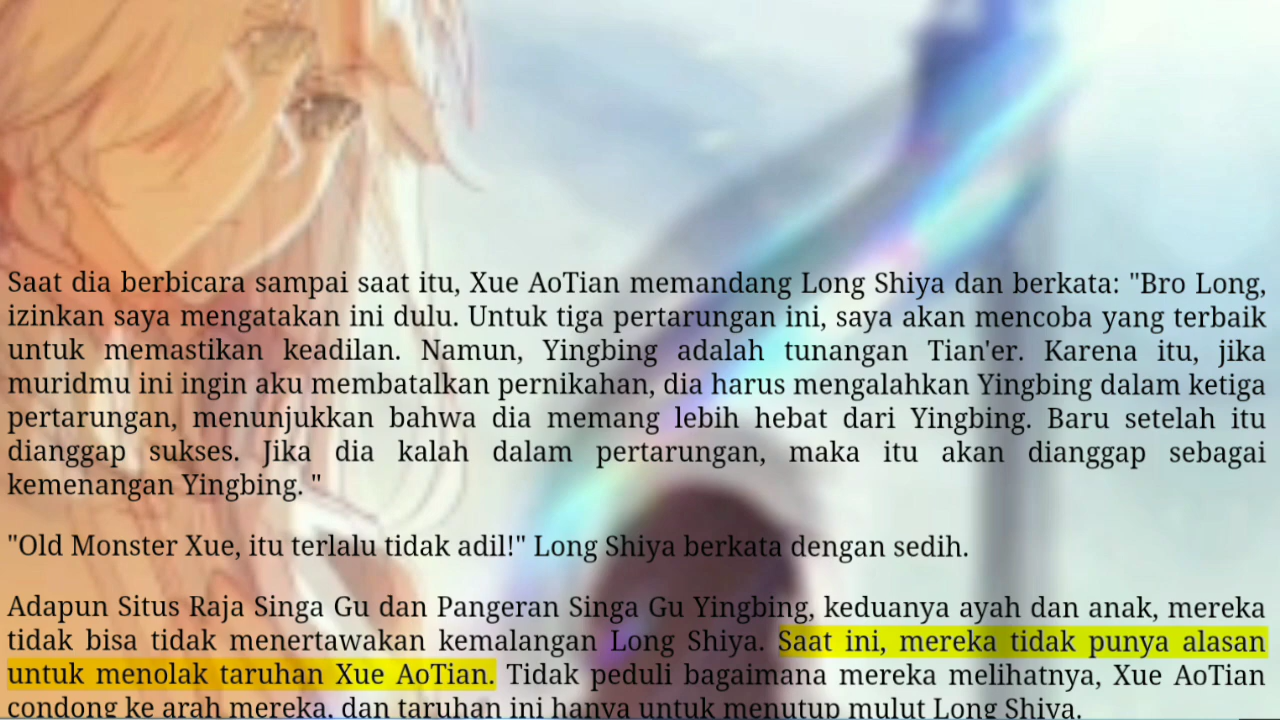 Saat dia berbicara sampai saat itu, Xue AoTian memandang Long Shiya dan berkata: "Bro Long,
izinkan saya mengatakan ini dulu. Untuk tiga pertarungan ini, saya akan mencoba yang terbaik
untuk memastikan keadilan. Namun, Yingbing adalah tunangan Tian'er. Karena itu, jika
muridmu ini ingin aku membatalkan pernikahan, dia harus mengalahkan Yingbing dalam ketiga
pertarungan, menunjukkan bahwa dia memang lebih hebat dari Yingbing. Baru setelah itu
dianggap sukses. Jika dia kalah dalam pertarungan, maka itu akan dianggap sebagai
kemenangan Yingbing. "
"Old Monster Xue, itu terlalu tidak adil!" Long Shiya berkata dengan sedih.
Adapun Situs Raja Singa Gu dan Pangeran Singa Gu Yingbing, keduanya ayah dan anak, mereka
tidak bisa tidak menertawakan kemalangan Long Shiya. Saat ini, mereka tidak punya alasan
untuk menolak taruhan Xue AoTian. Tidak peduli bagaimana mereka melihatnya, Xue AoTian
condong ke arah mereka, dan taruhan ini hanya untuk menutup mulut Long Shiya.